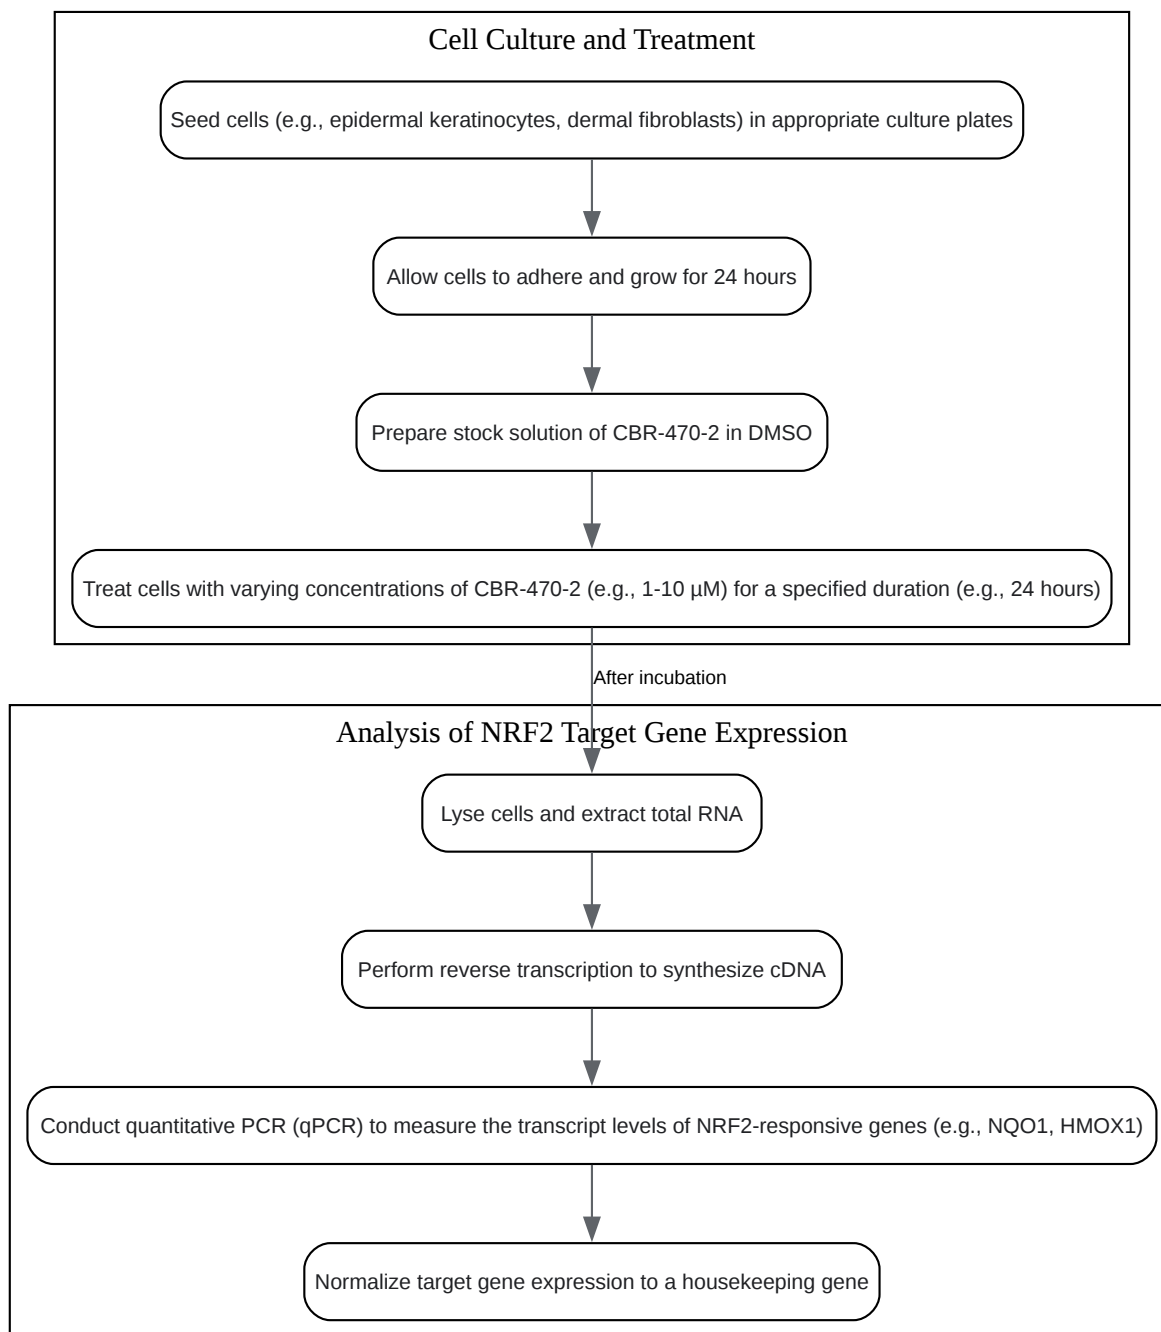 Cell Culture and Treatment
Seed cells (e.g., epidermal keratinocytes, dermal fibroblasts) in appropriate culture plates
Allow cells to adhere and grow for 24 hours
Prepare stock solution of CBR-470-2 in DMSO
Treat cells with varying concentrations of CBR-470-2 (e.g., 1-10 µM) for a specified duration (e.g., 24 hours)
After incubation
Analysis of NRF2 Target Gene Expression
Lyse cells and extract total RNA
Perform reverse transcription to synthesize cDNA
Conduct quantitative PCR (qPCR) to measure the transcript levels of NRF2-responsive genes (e.g., NQO1, HMOX1)
Normalize target gene expression to a housekeeping gene